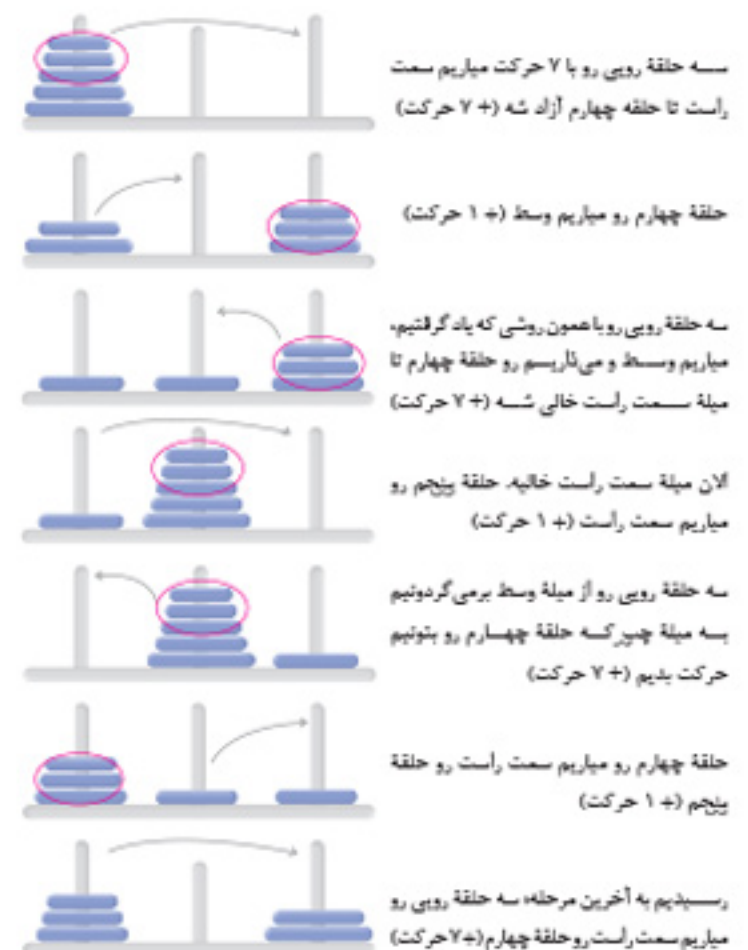 سه حلقهٔ رویی رو با ۷ حرکت میاریم سمت
راست تا حلقه چهارم آزاد شه (+ ۷ حرکت)
حلقهٔ چهارم رو میاریم وسط (+ ۱ حرکت)
سه حلقهٔ رویی رو با همون روشی که یاد گرفتیم،
میاریم وسط و می‌ذاریم رو حلقهٔ چهارم تا
میلهٔ سمت راست خالی شه (+ ۷ حرکت)
الان میلهٔ سمت راست خالیه. حلقهٔ پنجم رو
میاریم سمت راست (+ ۱ حرکت)
سه حلقهٔ رویی رو از میلهٔ وسط برمی‌گردونیم
به میلهٔ چپ که حلقهٔ چهارم رو بتونیم
حرکت بدیم (+ ۷ حرکت)
حلقهٔ چهارم رو میاریم سمت راست رو حلقهٔ
پنجم (+ ۱ حرکت)
رسیدیم به آخرین مرحله؛ سه حلقهٔ رویی رو
میاریم سمت راست رو حلقهٔ چهارم (+۷ حرکت)